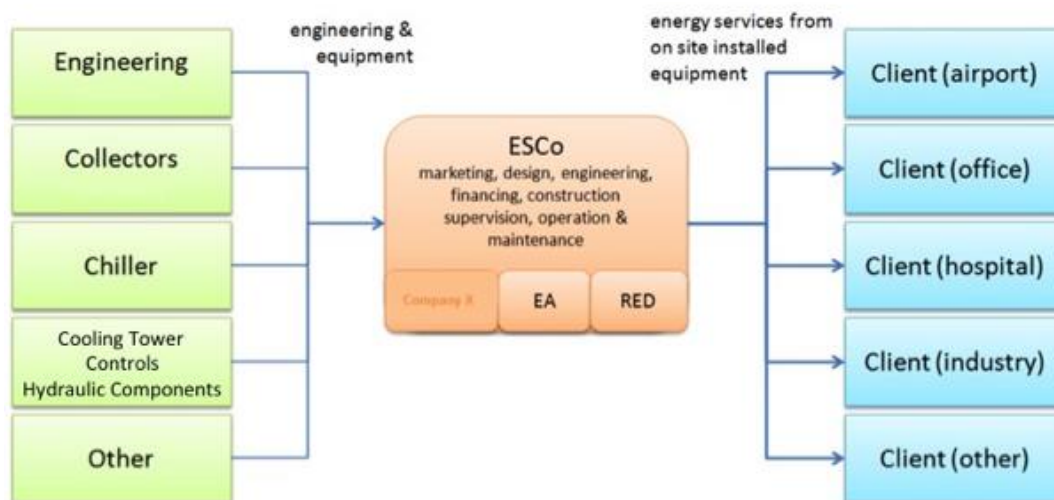 Engineering
Collectors
Chiller
Cooling Tower
Controls
Hydraulic Components
Other
engineering &
equipment
ESCo
marketing, design, engineering,
financing, construction
supervision, operation &
maintenance
Company X
EA
RED
energy services from
on site installed
equipment
Client (airport)
Client (office)
Client (hospital)
Client (industry)
Client (other)